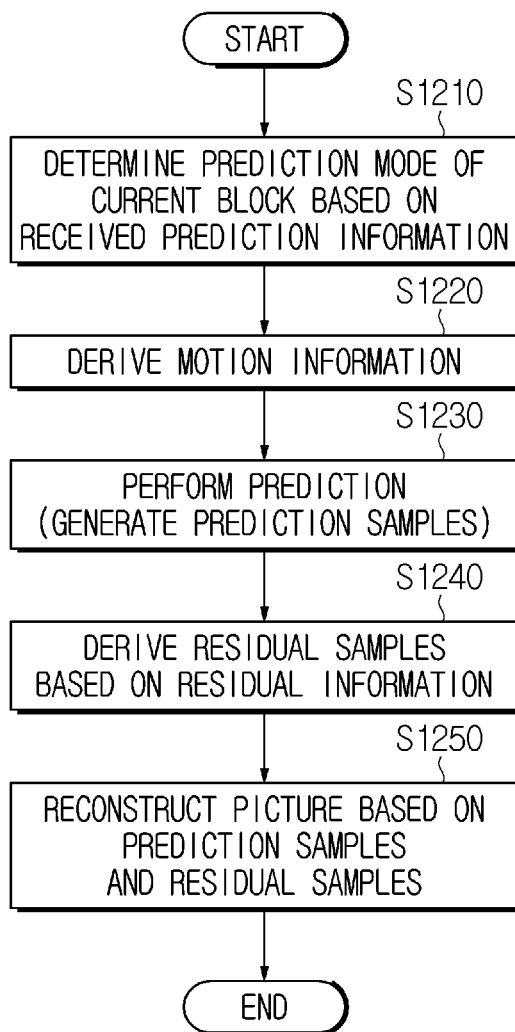 START
S1210
DETERMINE PREDICTION MODE OF
CURRENT BLOCK BASED ON
RECEIVED PREDICTION INFORMATION
S1220
DERIVE MOTION INFORMATION
S1230
PERFORM PREDICTION
(GENERATE PREDICTION SAMPLES)
S1240
DERIVE RESIDUAL SAMPLES
BASED ON RESIDUAL INFORMATION
S1250
RECONSTRUCT PICTURE BASED ON
PREDICTION SAMPLES
AND RESIDUAL SAMPLES
END